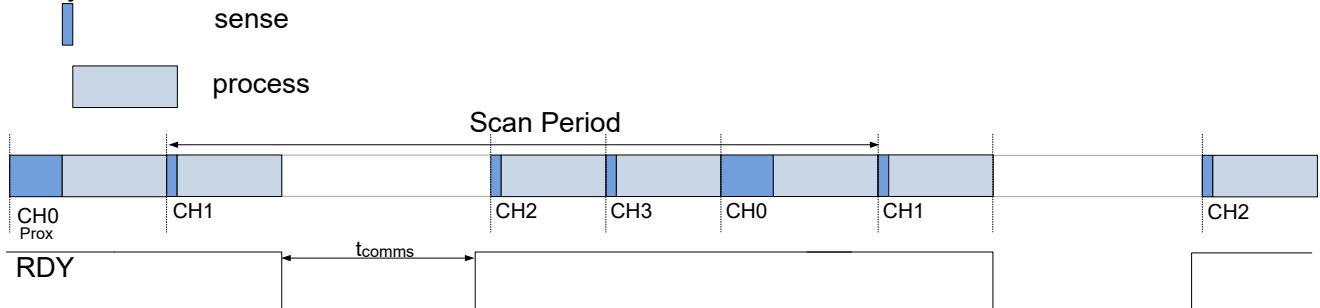 sense
process
Scan Period
CH0
Prox
CH1
CH2
CH3
CH0
CH1
CH2
RDY
tcomms